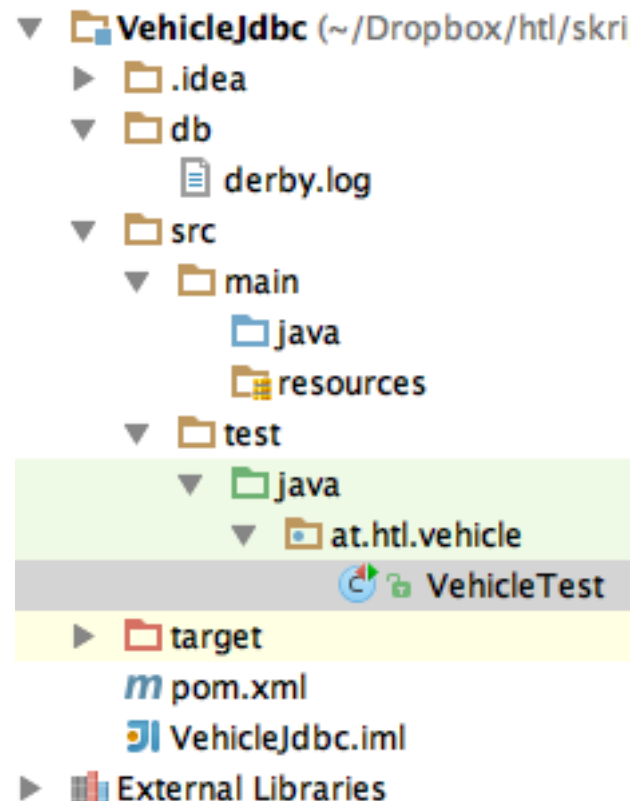 VehicleJdbc (~/Dropbox/htl/skri
.idea
db
derby.log
src
main
java
resources
test
java
at.htl.vehicle
VehicleTest
target
pom.xml
VehicleJdbc.iml
External Libraries